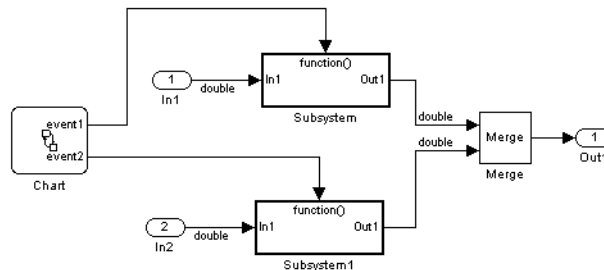 function()
1
In1
Out1
In1
double
Subsystem
double
event1
event2
Chart
Merge
1
Out1
double
Merge
function()
2
In1
Out1
In2
double
Subsystem1